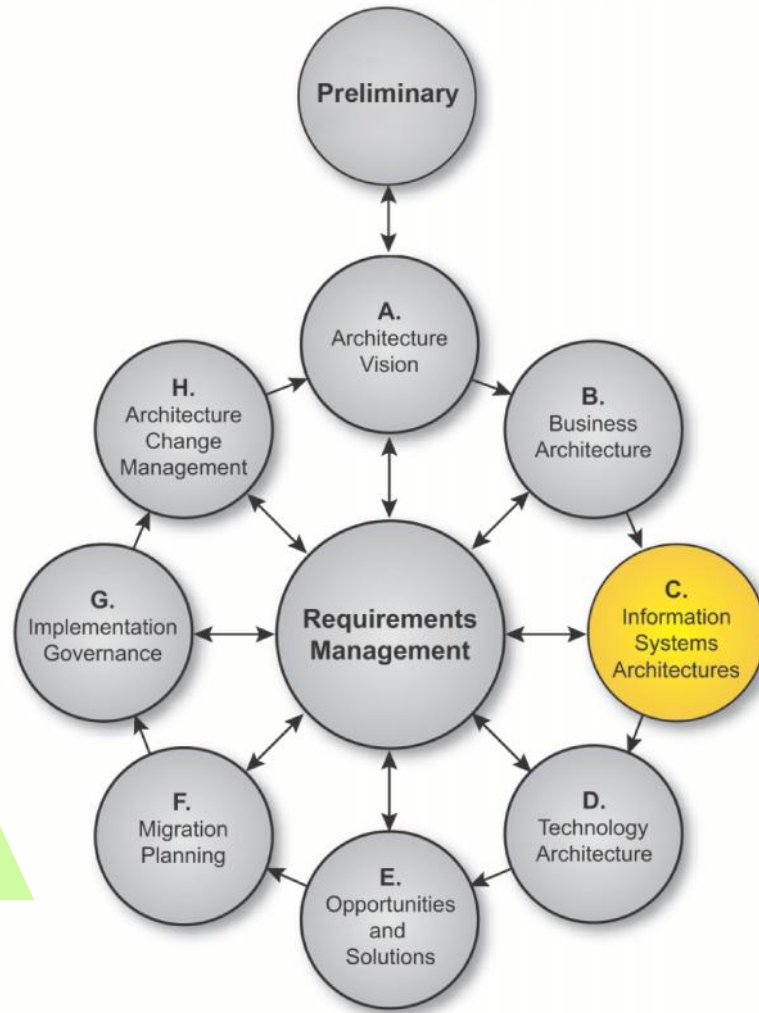 Preliminary
A.
Architecture
Vision
B.
Business
Architecture
C.
Information
Systems
Architectures
D.
Technology
Architecture
E.
Opportunities
and
Solutions
F.
Migration
Planning
G.
Implementation
Governance
H.
Architecture
Change
Management
Requirements
Management